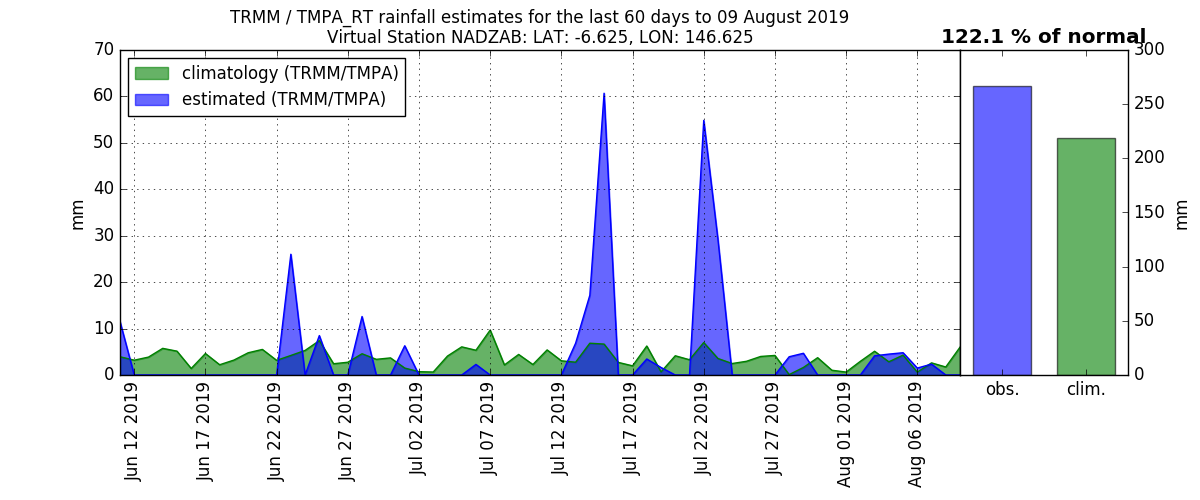 TRMM / TMPA_RT rainfall estimates for the last 60 days to 09 August 2019
Virtual Station NADZAB: LAT: -6.625, LON: 146.625
122.1 % of normal
climatology (TRMM/TMPA)
estimated (TRMM/TMPA)
70
60
50
40
30
20
10
0
mm
Jun 12 2019
Jun 17 2019
Jun 22 2019
Jun 27 2019
Jul 02 2019
Jul 07 2019
Jul 12 2019
Jul 17 2019
Jul 22 2019
Jul 27 2019
Aug 01 2019
Aug 06 2019
300
250
200
150
100
50
0
mm
obs.
clim.